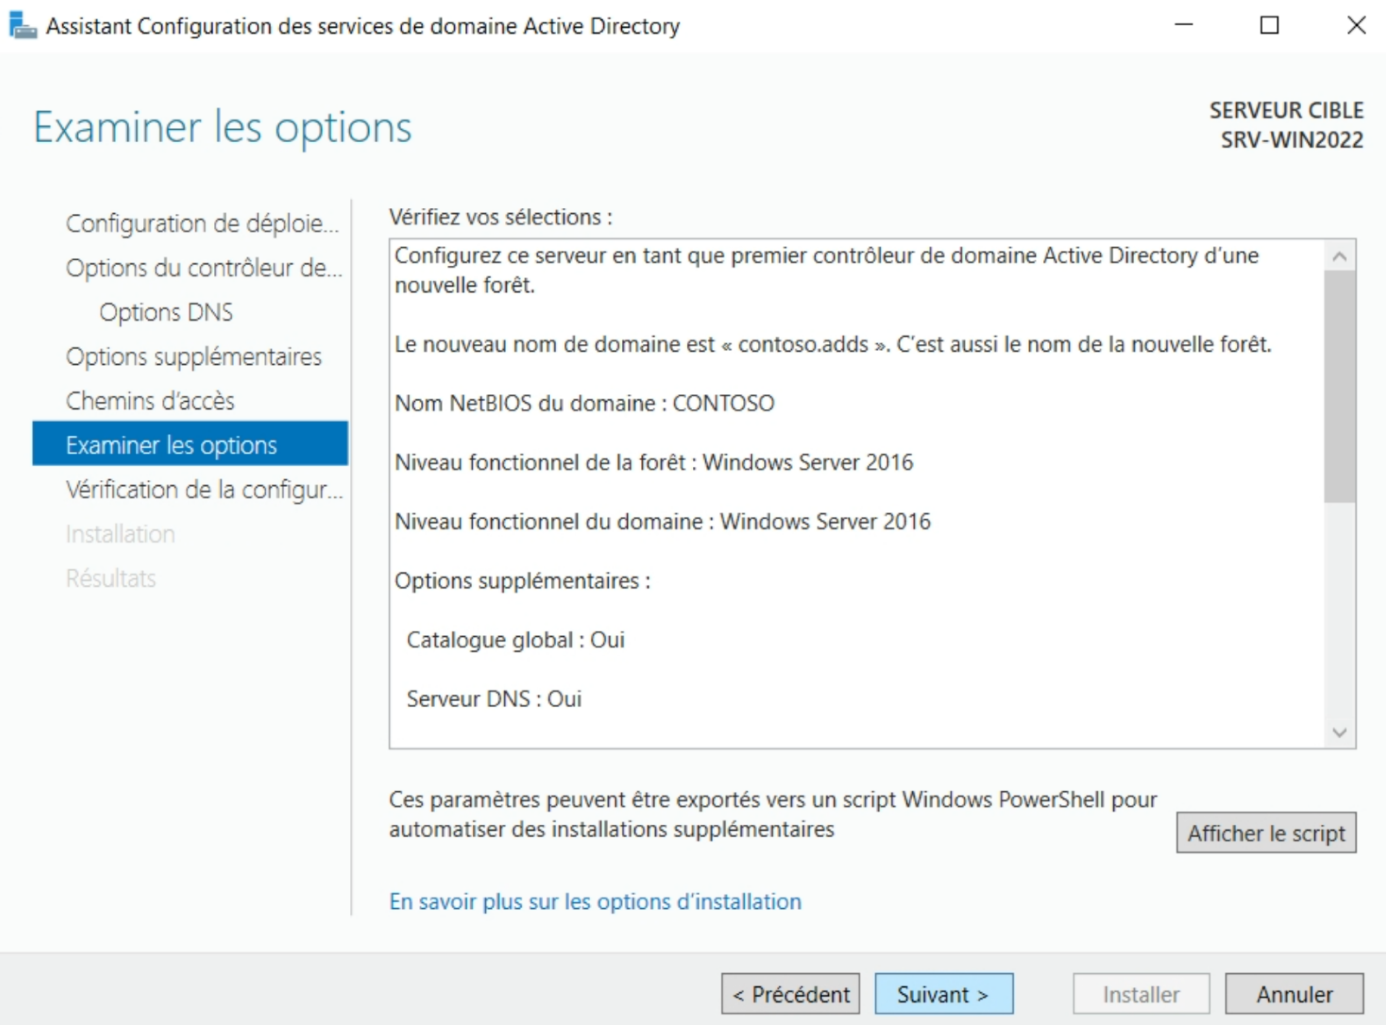 Assistant Configuration des services de domaine Active Directory
Examiner les options
SERVEUR CIBLE
SRV-WIN2022
Configuration de déploie...
Options du contrôleur de...
Options DNS
Options supplémentaires
Chemins d’accès
Examiner les options
Vérification de la configur...
Installation
Résultats
Vérifiez vos sélections :
Configurez ce serveur en tant que premier contrôleur de domaine Active Directory d’une
nouvelle forêt.
Le nouveau nom de domaine est « contoso.adds ». C’est aussi le nom de la nouvelle forêt.
Nom NetBIOS du domaine : CONTOSO
Niveau fonctionnel de la forêt : Windows Server 2016
Niveau fonctionnel du domaine : Windows Server 2016
Options supplémentaires :
Catalogue global : Oui
Serveur DNS : Oui
Ces paramètres peuvent être exportés vers un script Windows PowerShell pour
automatiser des installations supplémentaires
Afficher le script
En savoir plus sur les options d’installation
< Précédent
Suivant >
Installer
Annuler